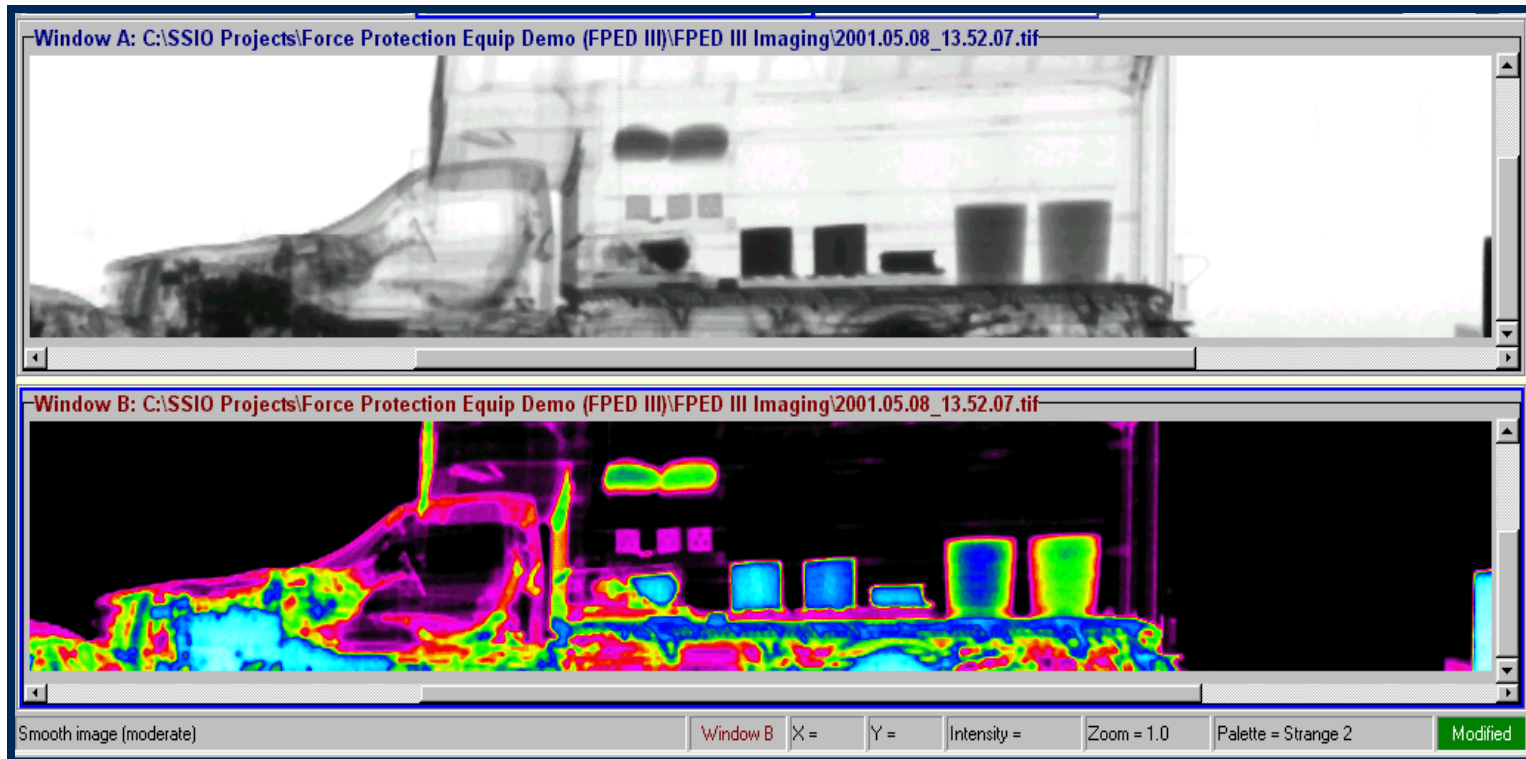 Window A: C:\SSIO Projects\Force Protection Equip Demo (FPED III)\FPED III Imaging\2001.05.08_13.52.07.tif
Window B: C:\SSIO Projects\Force Protection Equip Demo (FPED III)\FPED III Imaging\2001.05.08_13.52.07.tif
Smooth image (moderate) Window B X = Y = Intensity = Zoom = 1.0 Palette = Strange 2 Modified